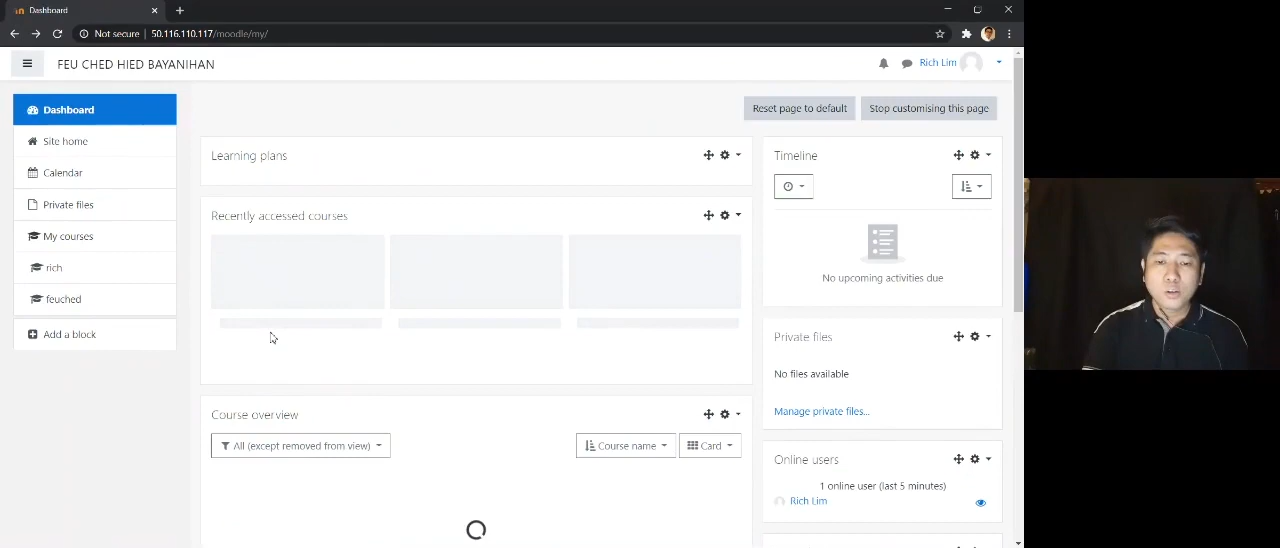 Dashboard
Not secure
50.116.110.117/moodle/my/
FEU CHED HIED BAYANIHAN
Rich Lim
Dashboard
Site home
Calendar
Private files
My courses
rich
feuched
Add a block
Reset page to default
Stop customising this page
Learning plans
Recently accessed courses
Course overview
All (except removed from view)
Course name
Card
Timeline
No upcoming activities due
Private files
No files available
Manage private files...
Online users
1 online user (last 5 minutes)
Rich Lim